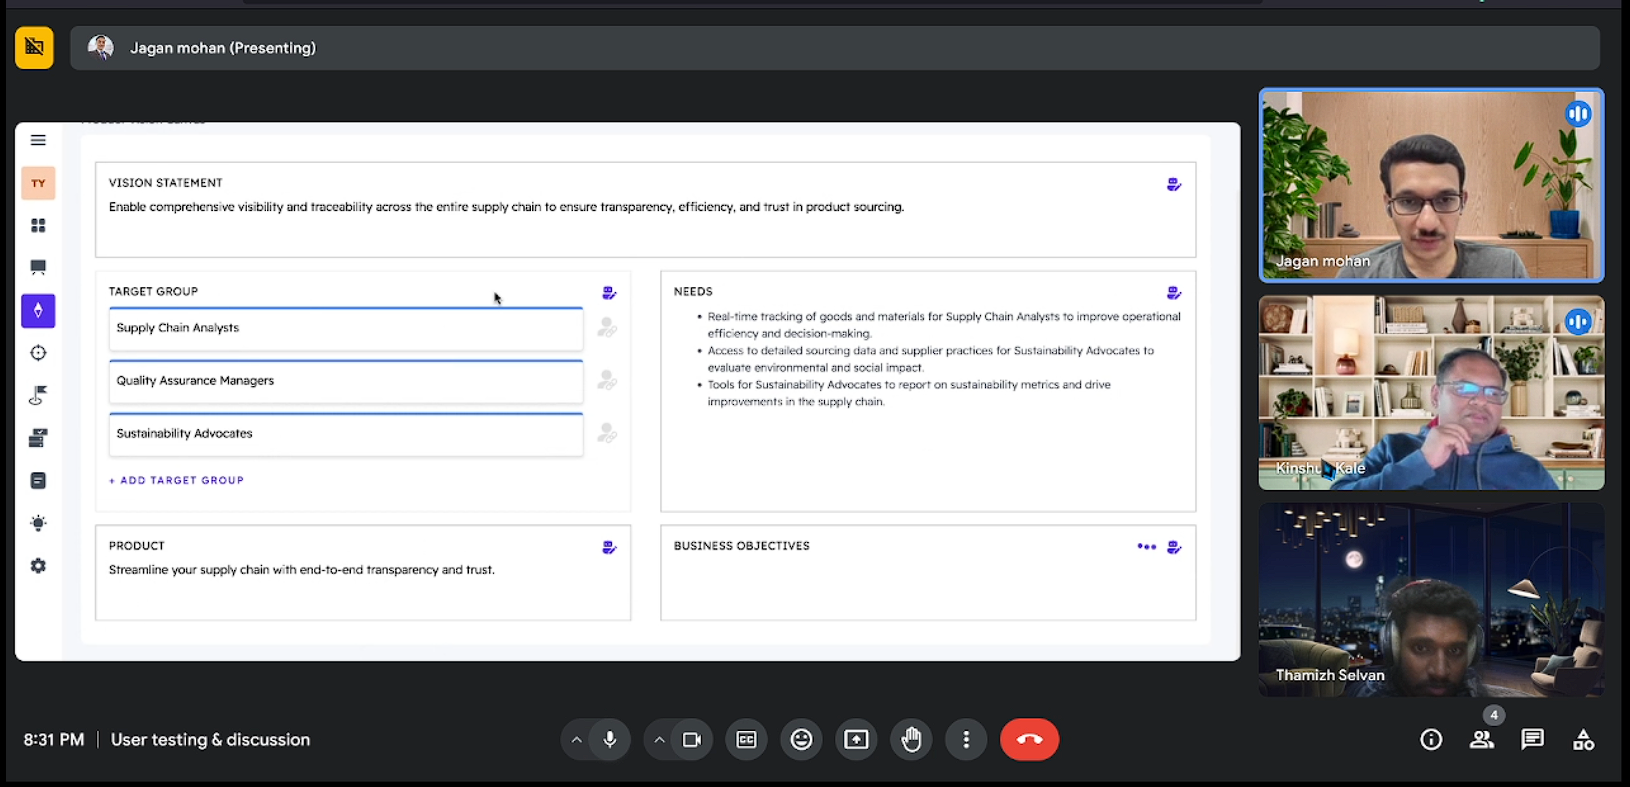 Jagan mohan (Presenting)
TY
VISION STATEMENT
Enable comprehensive visibility and traceability across the entire supply chain to ensure transparency, efficiency, and trust in product sourcing.
TARGET GROUP
Supply Chain Analysts
Quality Assurance Managers
Sustainability Advocates
+ ADD TARGET GROUP
NEEDS
• Real-time tracking of goods and materials for Supply Chain Analysts to improve operational
efficiency and decision-making.
• Access to detailed sourcing data and supplier practices for Sustainability Advocates to
evaluate environmental and social impact.
• Tools for Sustainability Advocates to report on sustainability metrics and drive
improvements in the supply chain.
PRODUCT
Streamline your supply chain with end-to-end transparency and trust.
BUSINESS OBJECTIVES
Jagan mohan
Kale
Thamizh Selvan
8:31 PM | User testing & discussion
CC
4